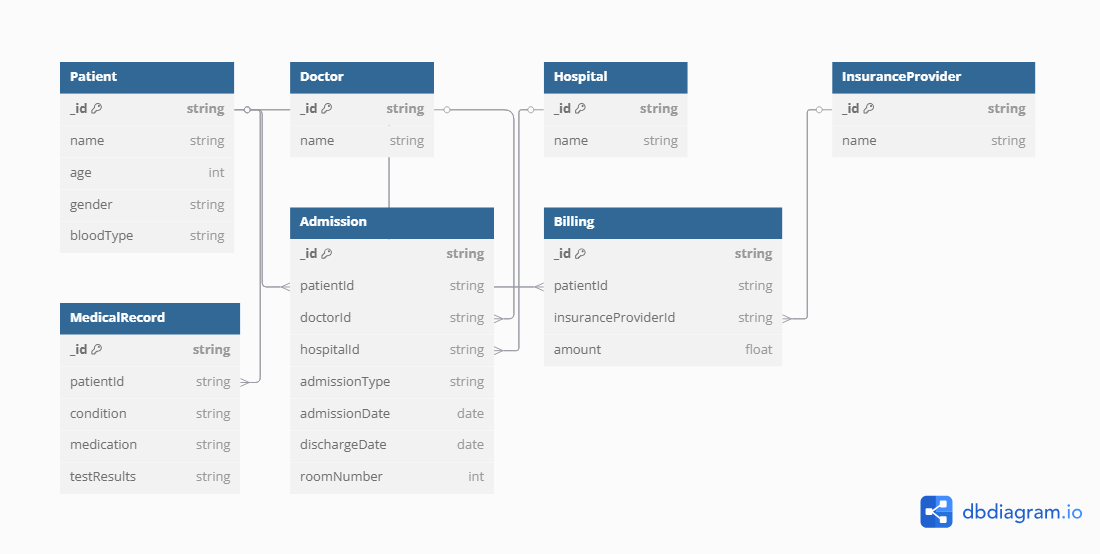 Patient
_id string
name string
age int
gender string
bloodType string
Doctor
_id string
name string
Hospital
_id string
name string
InsuranceProvider
_id string
name string
MedicalRecord
_id string
patientId string
condition string
medication string
testResults string
Admission
_id string
patientId string
doctorId string
hospitalId string
admissionType string
admissionDate date
dischargeDate date
roomNumber int
Billing
_id string
patientId string
insuranceProviderId string
amount float
dbdiagram.io